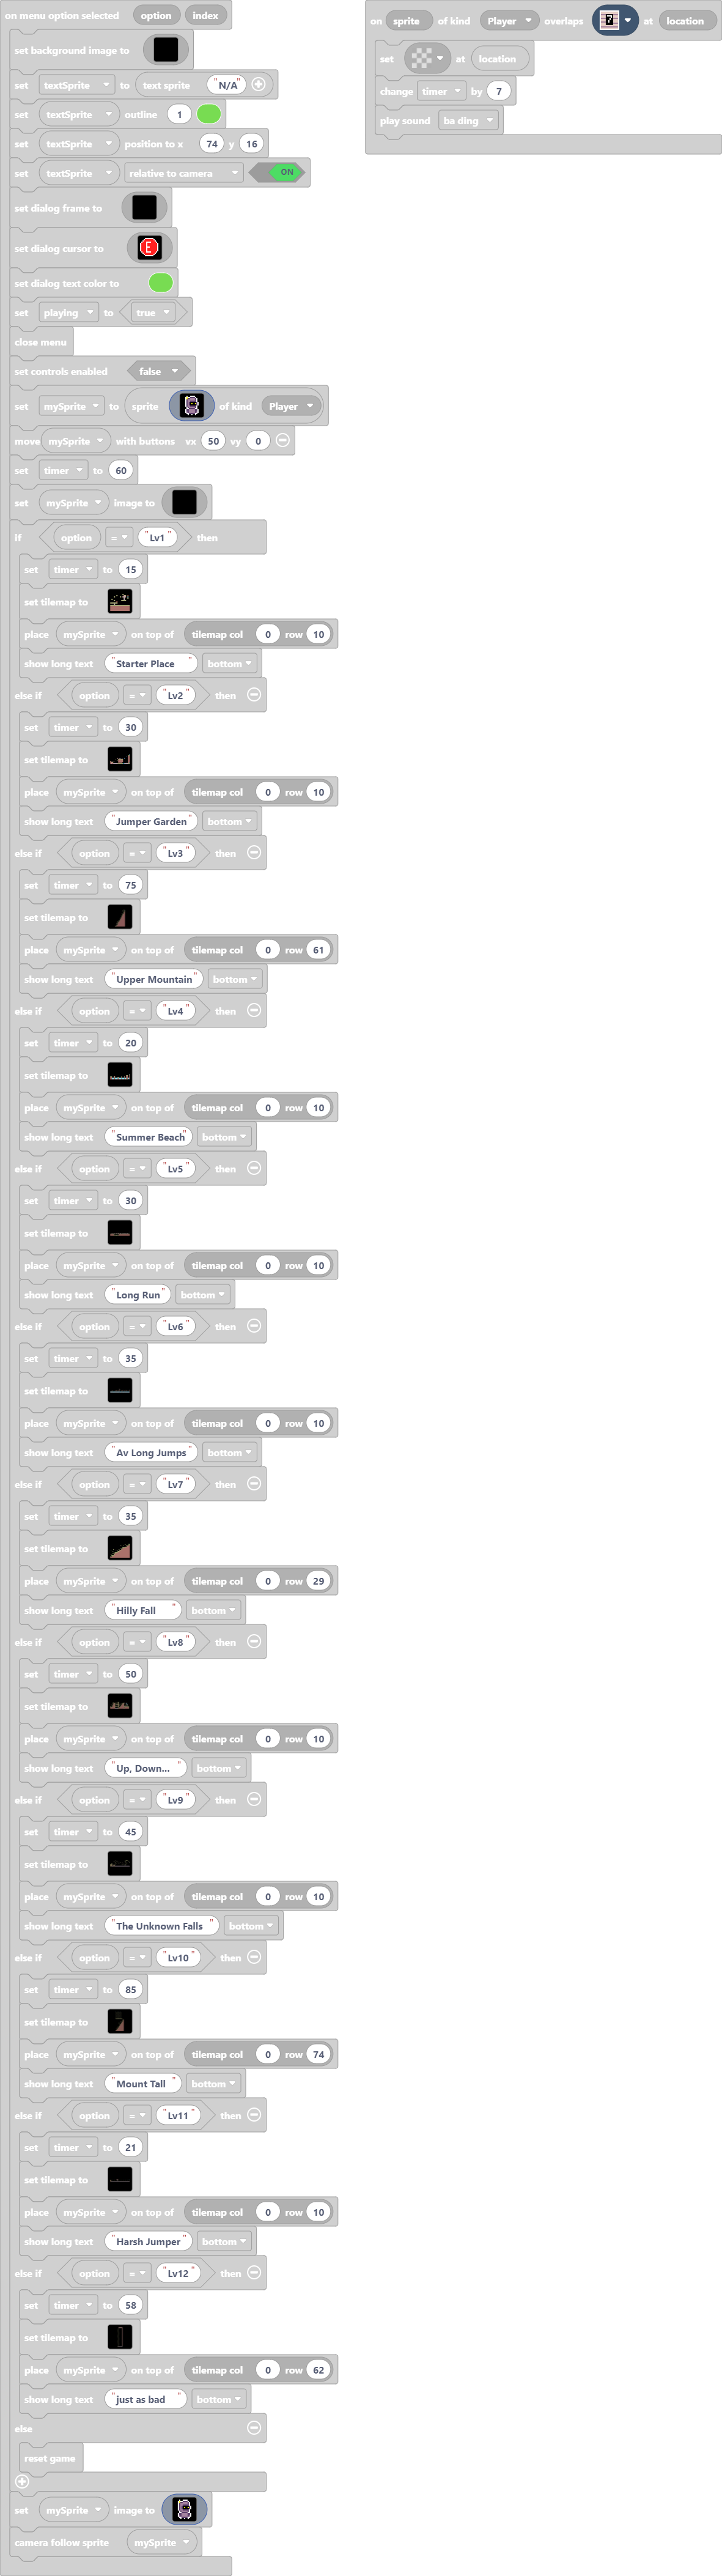 on menu option selected option index
set background image to
set textSprite to text sprite "N/A"
set textSprite outline 1
set textSprite position to x 74 y 16
set textSprite relative to camera ON
set dialog frame to
set dialog cursor to E
set dialog text color to
set playing to true
close menu
set controls enabled false
set mySprite to sprite of kind Player
move mySprite with buttons vx 50 vy 0
set timer to 60
set mySprite image to
if option = "Lv1" then
set timer to 15
set tilemap to
place mySprite on top of tilemap col 0 row 10
show long text "Starter Place" bottom
else if option = "Lv2" then
set timer to 30
set tilemap to
place mySprite on top of tilemap col 0 row 10
show long text "Jumper Garden" bottom
else if option = "Lv3" then
set timer to 75
set tilemap to
place mySprite on top of tilemap col 0 row 61
show long text "Upper Mountain" bottom
else if option = "Lv4" then
set timer to 20
set tilemap to
place mySprite on top of tilemap col 0 row 10
show long text "Summer Beach" bottom
else if option = "Lv5" then
set timer to 30
set tilemap to
place mySprite on top of tilemap col 0 row 10
show long text "Long Run" bottom
else if option = "Lv6" then
set timer to 35
set tilemap to
place mySprite on top of tilemap col 0 row 10
show long text "Av Long Jumps" bottom
else if option = "Lv7" then
set timer to 35
set tilemap to
place mySprite on top of tilemap col 0 row 29
show long text "Hilly Fall" bottom
else if option = "Lv8" then
set timer to 50
set tilemap to
place mySprite on top of tilemap col 0 row 10
show long text "Up, Down..." bottom
else if option = "Lv9" then
set timer to 45
set tilemap to
place mySprite on top of tilemap col 0 row 10
show long text "The Unknown Falls" bottom
else if option = "Lv10" then
set timer to 85
set tilemap to
place mySprite on top of tilemap col 0 row 74
show long text "Mount Tall" bottom
else if option = "Lv11" then
set timer to 21
set tilemap to
place mySprite on top of tilemap col 0 row 10
show long text "Harsh Jumper" bottom
else if option = "Lv12" then
set timer to 58
set tilemap to
place mySprite on top of tilemap col 0 row 62
show long text "just as bad" bottom
else
reset game
set mySprite image to
camera follow sprite mySprite
on sprite of kind Player overlaps ? at location
set at location
change timer by 7
play sound ba ding